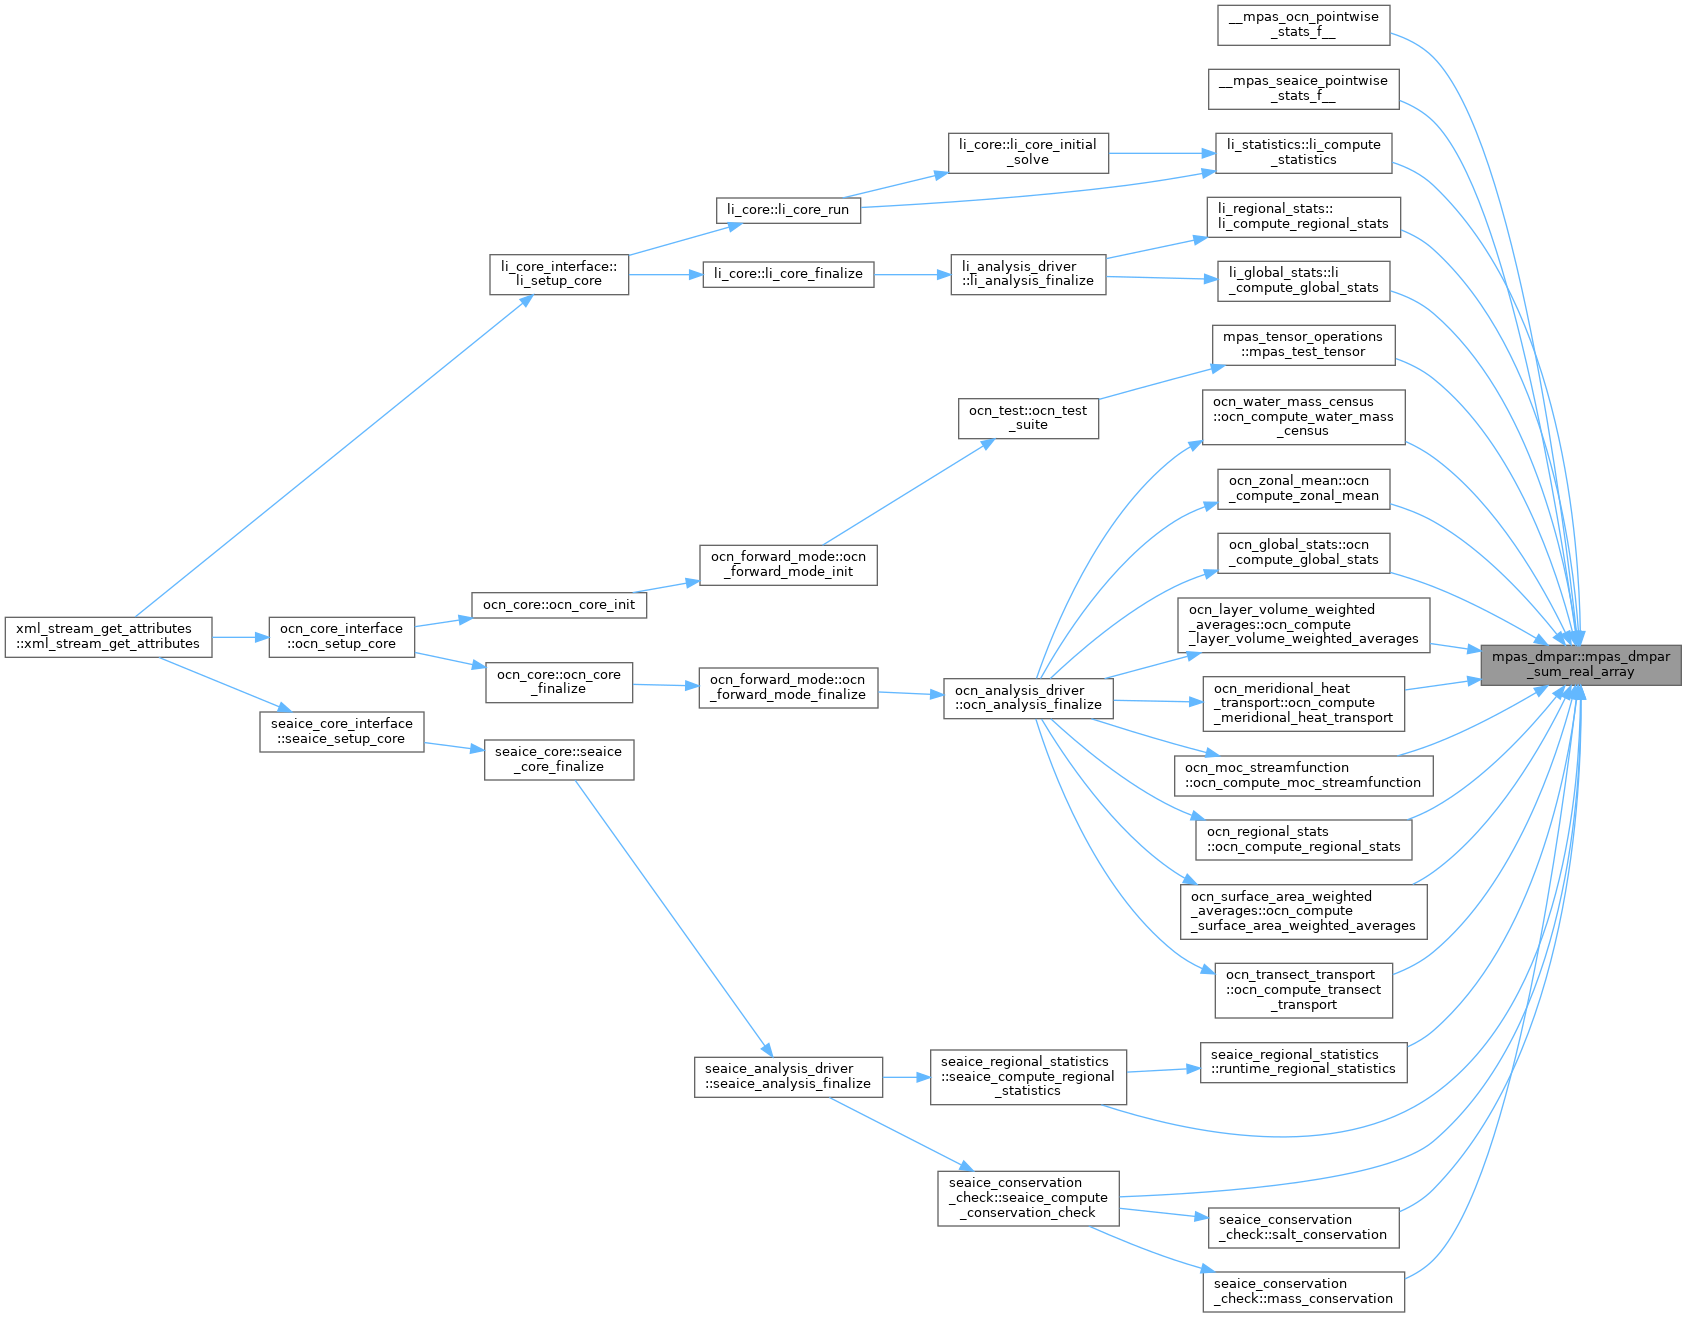 __mpas_ocn_pointwise
_stats_f__
__mpas_seaice_pointwise
_stats_f__
li_core::li_core_initial
_solve
li_statistics::li_compute
_statistics
li_core::li_core_run
li_regional_stats::
li_compute_regional_stats
li_core_interface::
li_setup_core
li_core::li_core_finalize
li_analysis_driver
::li_analysis_finalize
li_global_stats::li
_compute_global_stats
mpas_tensor_operations
::mpas_test_tensor
ocn_test::ocn_test
_suite
ocn_water_mass_census
::ocn_compute_water_mass
_census
ocn_zonal_mean::ocn
_compute_zonal_mean
ocn_forward_mode::ocn
_forward_mode_init
ocn_global_stats::ocn
_compute_global_stats
ocn_core::ocn_core_init
ocn_layer_volume_weighted
_averages::ocn_compute
_layer_volume_weighted_averages
xml_stream_get_attributes
::xml_stream_get_attributes
ocn_core_interface
::ocn_setup_core
mpas_dmpar::mpas_dmpar
_sum_real_array
ocn_core::ocn_core
_finalize
ocn_forward_mode::ocn
_forward_mode_finalize
ocn_analysis_driver
::ocn_analysis_finalize
ocn_meridional_heat
_transport::ocn_compute
_meridional_heat_transport
seaice_core_interface
::seaice_setup_core
seaice_core::seaice
_core_finalize
ocn_moc_streamfunction
::ocn_compute_moc_streamfunction
ocn_regional_stats
::ocn_compute_regional_stats
ocn_surface_area_weighted
_averages::ocn_compute
_surface_area_weighted_averages
ocn_transect_transport
::ocn_compute_transect
_transport
seaice_analysis_driver
::seaice_analysis_finalize
seaice_regional_statistics
::seaice_compute_regional
_statistics
seaice_regional_statistics
::runtime_regional_statistics
seaice_conservation
_check::seaice_compute
_conservation_check
seaice_conservation
_check::salt_conservation
seaice_conservation
_check::mass_conservation